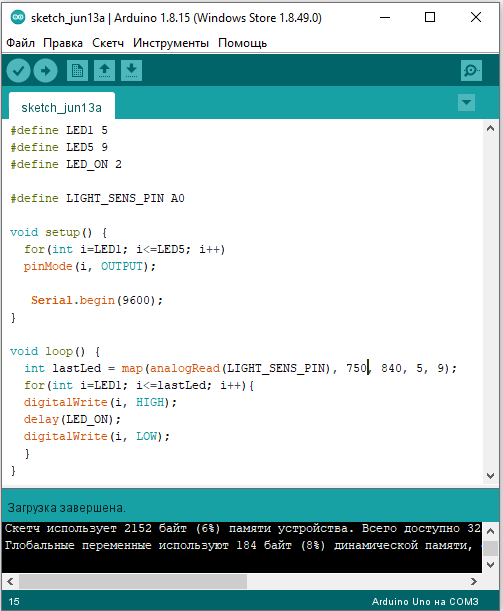 sketch_jun13a | Arduino 1.8.15 (Windows Store 1.8.49.0)
Файл Правка Скетч Инструменты Помощь
sketch_jun13a
#define LED1 5
#define LED5 9
#define LED_ON 2
#define LIGHT_SENS_PIN A0
void setup() {
for(int i=LED1; i<=LED5; i++)
pinMode(i, OUTPUT);
Serial.begin(9600);
}
void loop() {
int lastLed = map(analogRead(LIGHT_SENS_PIN), 750, 840, 5, 9);
for(int i=LED1; i<=lastLed; i++){
digitalWrite(i, HIGH);
delay(LED_ON);
digitalWrite(i, LOW);
}
}
Загрузка завершена.
Скетч использует 2152 байт (6%) памяти устройства. Всего доступно 32
Глобальные переменные используют 184 байт (8%) динамической памяти,
15 Arduino Uno на COM3